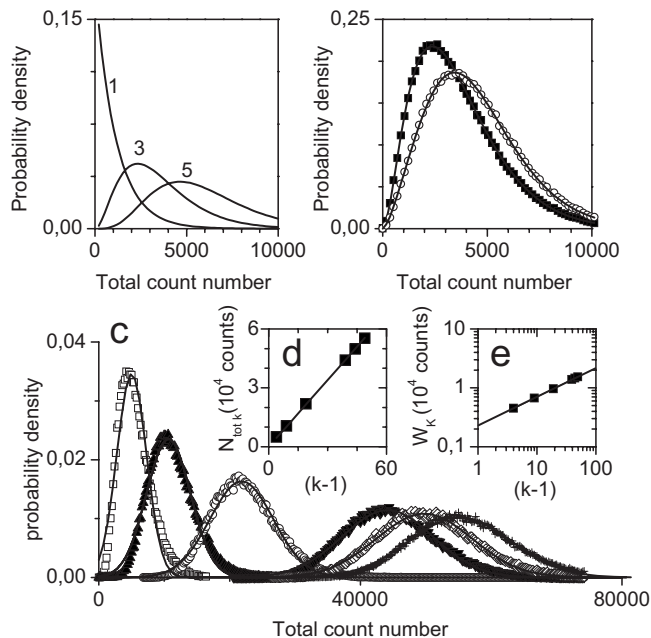 0,15
Probability density
0,00
1
3
5
0
5000
10000
Total count number
0,25
Probability density
0,00
0
5000
10000
Total count number
c
0,04
0,02
0,00
probability density
0
40000
80000
Total count number
d
N_tot k (10^4 counts)
6
3
0
0
30
60
(k-1)
e
W_K (10^4 counts)
10
1
0,1
1
10
100
(k-1)